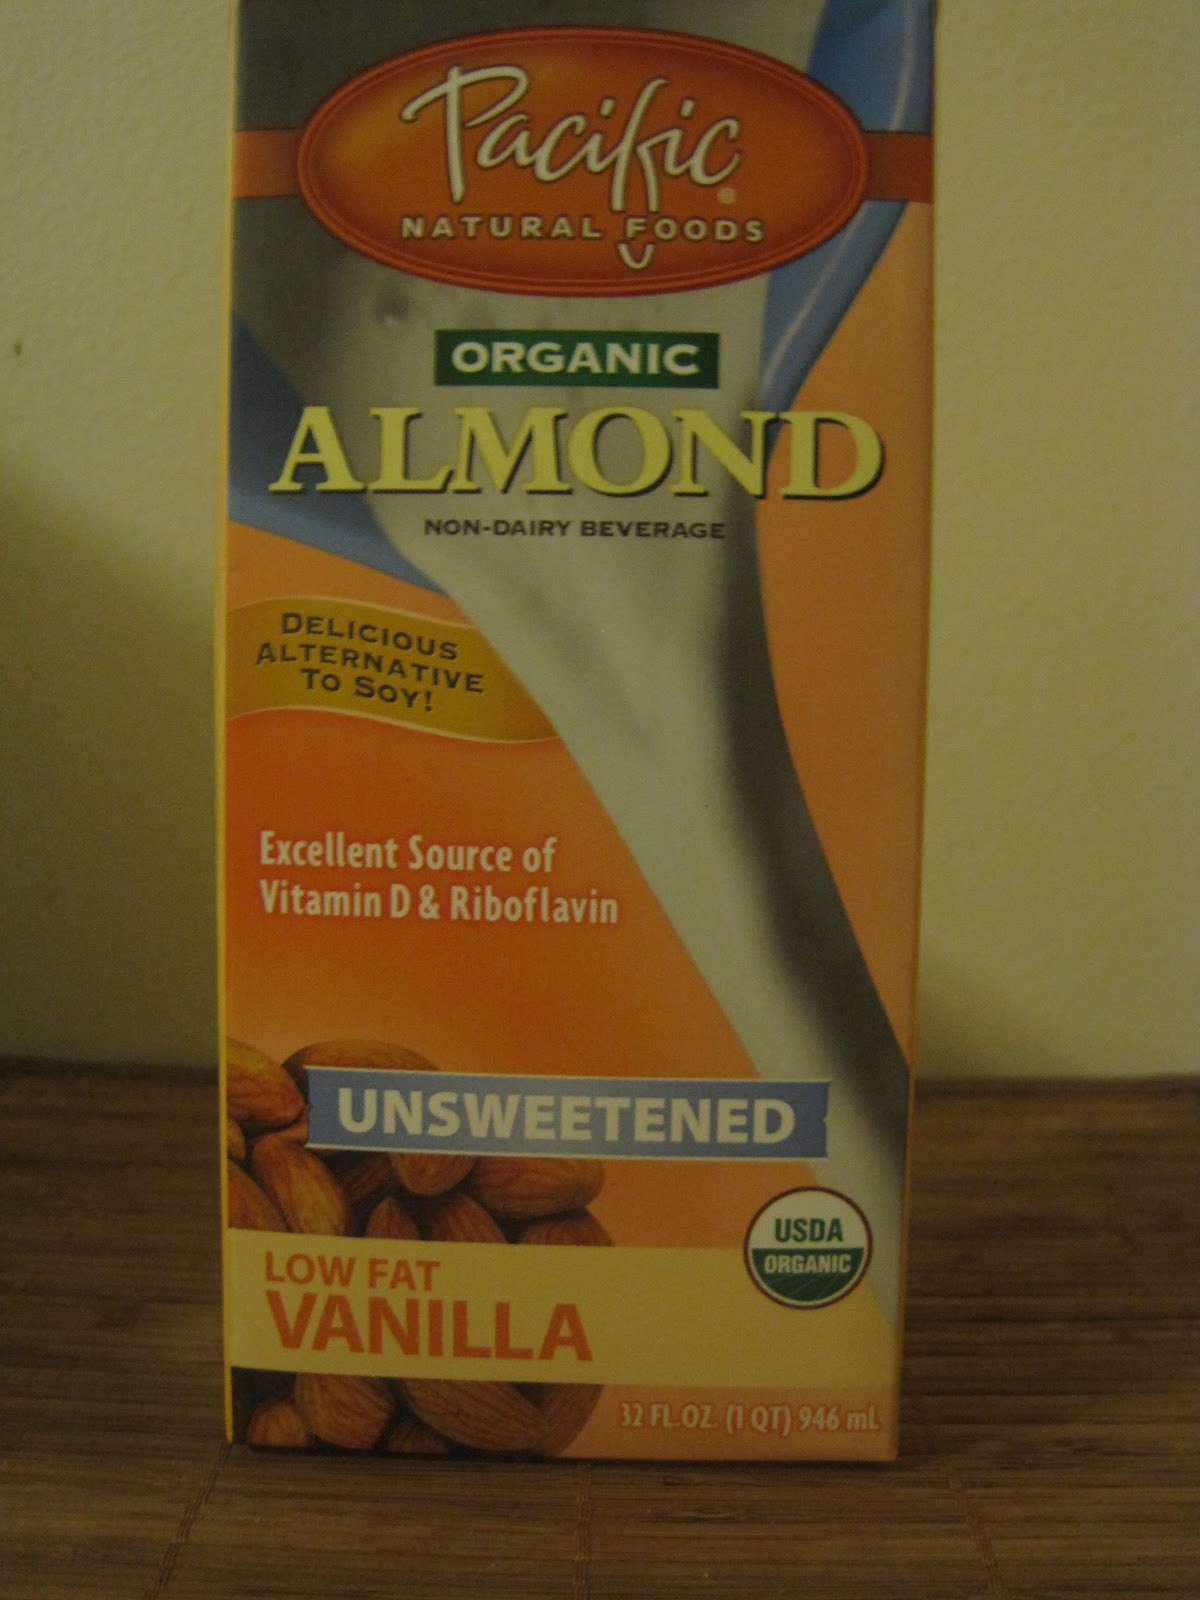 Pacific®
NATURAL FOODS
ORGANIC
ALMOND
NON-DAIRY BEVERAGE
DELICIOUS
ALTERNATIVE
TO SOY!
Excellent Source of
Vitamin D & Riboflavin
UNSWEETENED
USDA
ORGANIC
LOW FAT
VANILLA
32 FL.OZ. (1 QT) 946 mL